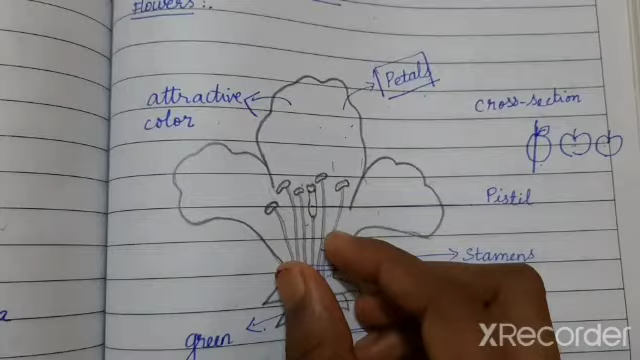 Flowers :.
Petals
attractive
color
cross-section
Pistil
Stamens
green
XRecorder